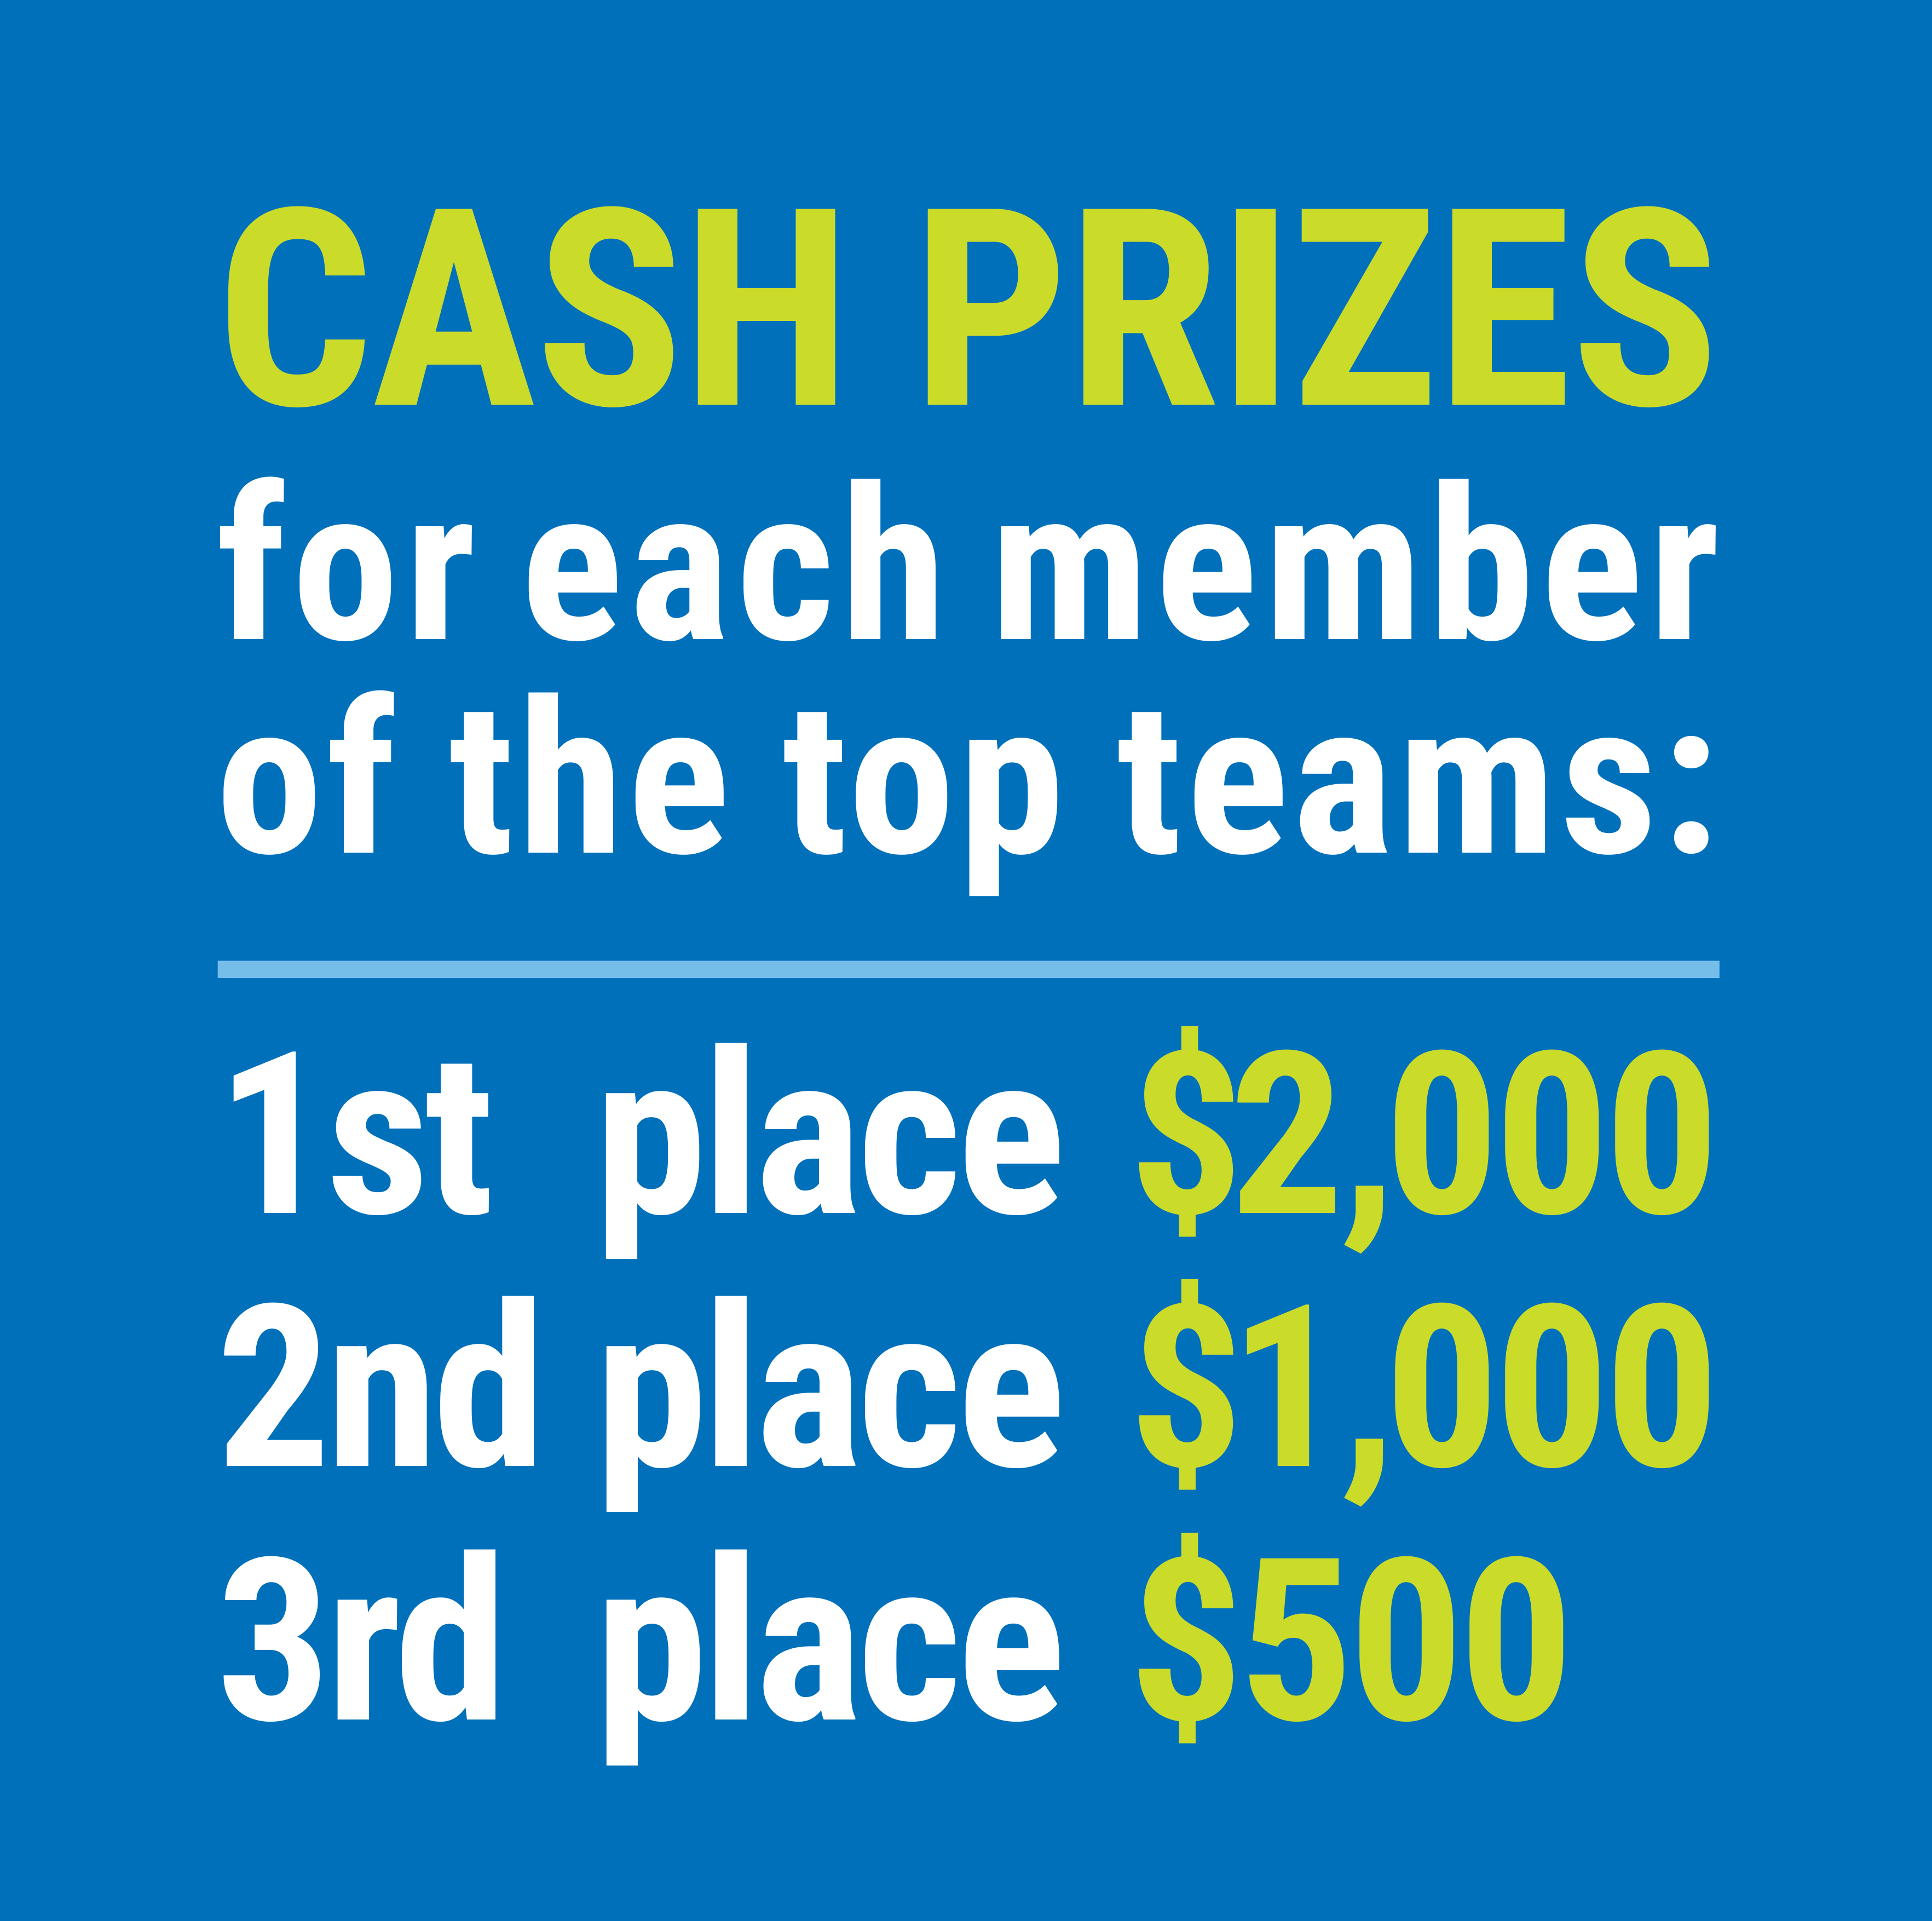 CASH PRIZES
for each member
of the top teams:
1st place $2,000
2nd place $1,000
3rd place $500